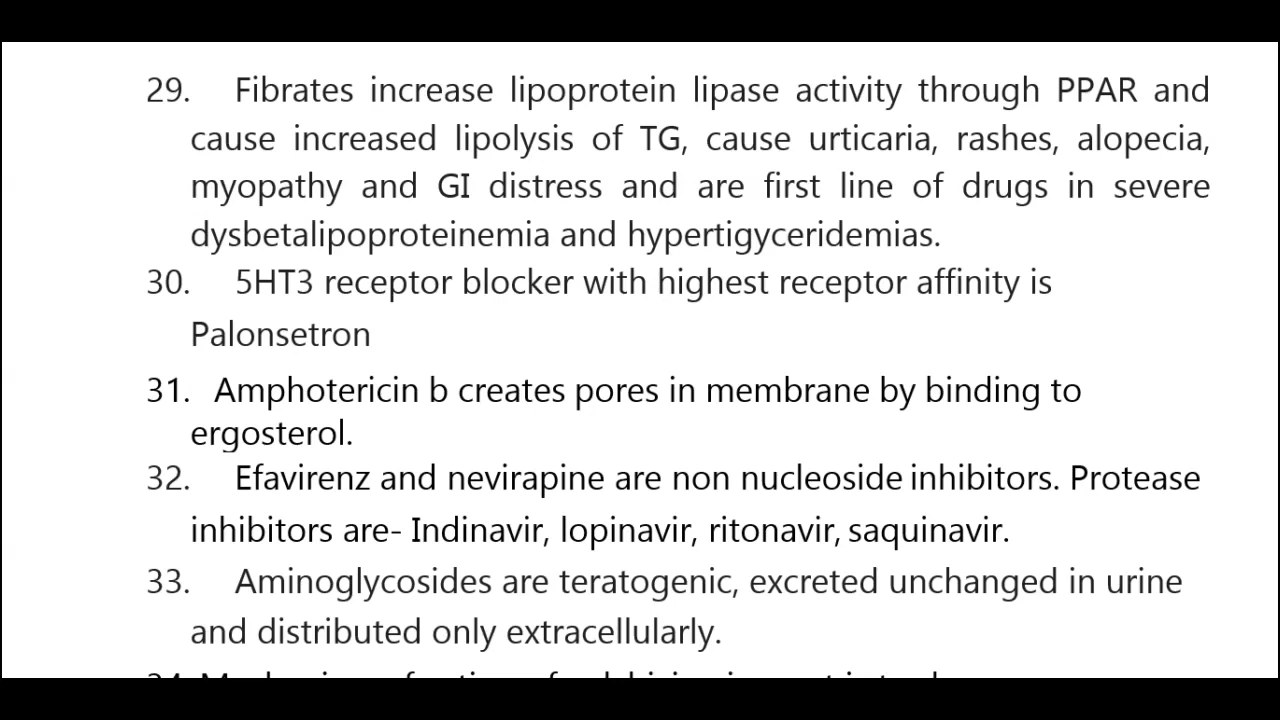 29. Fibrates increase lipoprotein lipase activity through PPAR and
cause increased lipolysis of TG, cause urticaria, rashes, alopecia,
myopathy and GI distress and are first line of drugs in severe
dysbetalipoproteinemia and hypertigyceridemias.
30. 5HT3 receptor blocker with highest receptor affinity is
Palonsetron
31. Amphotericin b creates pores in membrane by binding to
ergosterol.
32. Efavirenz and nevirapine are non nucleoside inhibitors. Protease
inhibitors are- Indinavir, lopinavir, ritonavir, saquinavir.
33. Aminoglycosides are teratogenic, excreted unchanged in urine
and distributed only extracellularly.